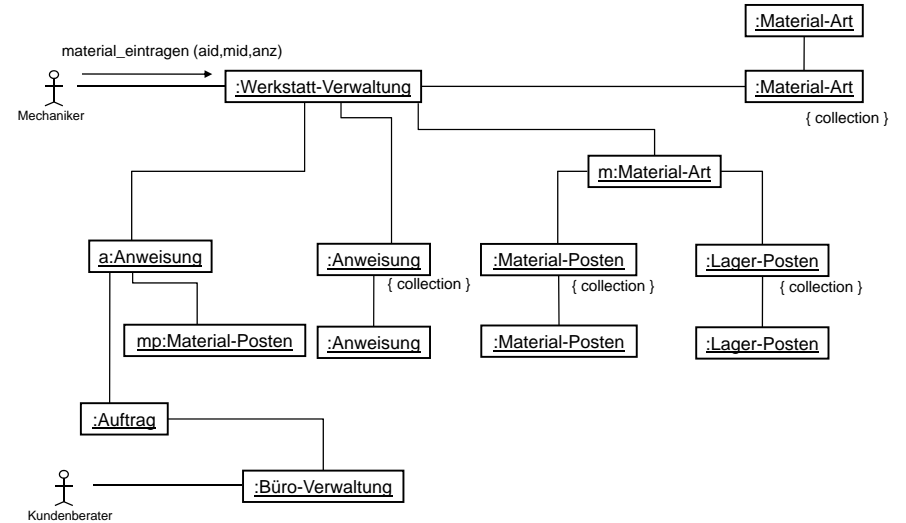 :Material-Art
material_eintragen (aid,mid,anz)
:Werkstatt-Verwaltung
:Material-Art
Mechaniker
{ collection }
m:Material-Art
a:Anweisung
:Anweisung
:Material-Posten
:Lager-Posten
{ collection }
{ collection }
{ collection }
mp:Material-Posten
:Anweisung
:Material-Posten
:Lager-Posten
:Auftrag
:Büro-Verwaltung
Kundenberater